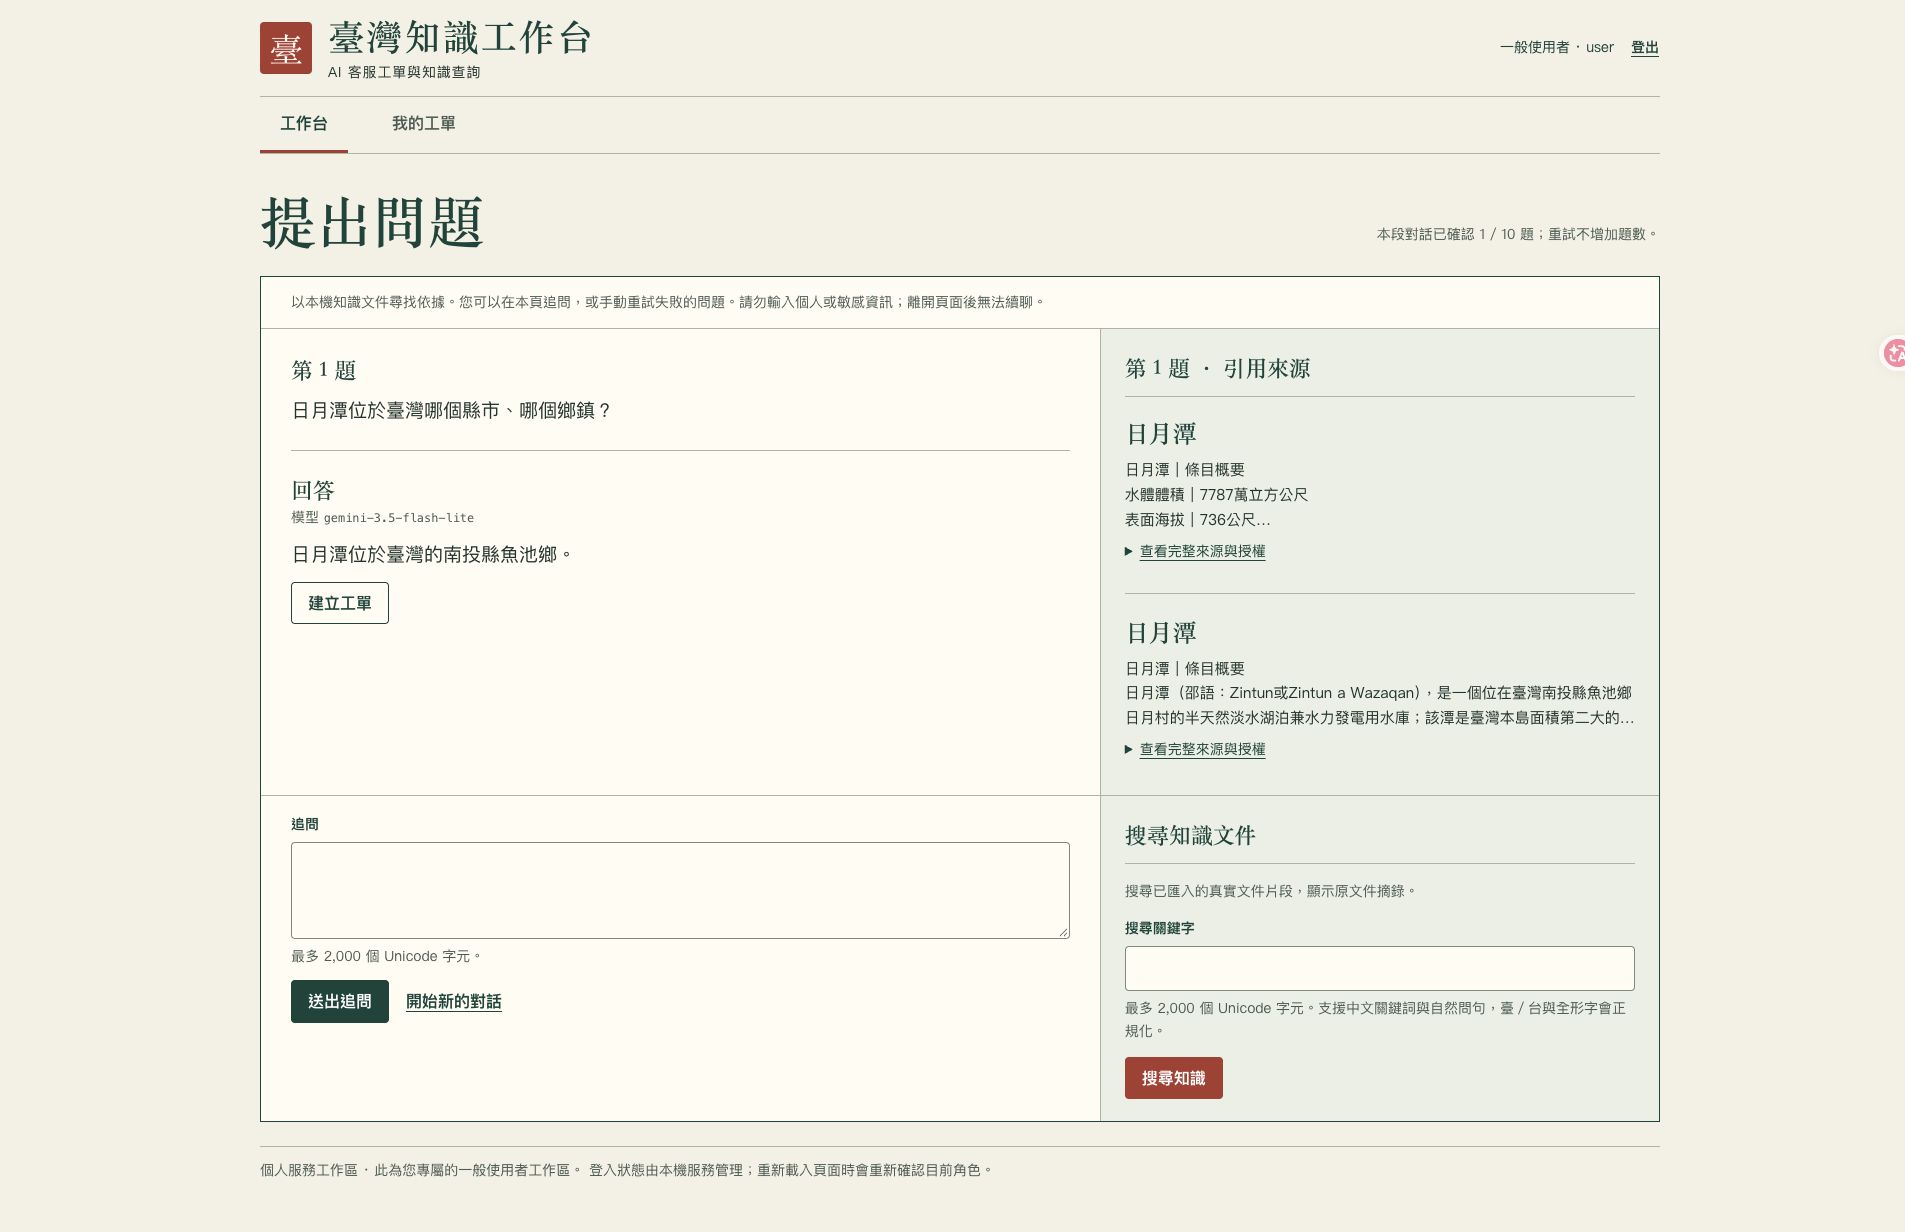 臺
臺灣知識工作台
AI 客服工單與知識查詢
一般使用者・user 登出
工作台 我的工單
提出問題
本段對話已確認 1 / 10 題；重試不增加題數。
以本機知識文件尋找依據。您可以在本頁追問，或手動重試失敗的問題。請勿輸入個人或敏感資訊；離開頁面後無法續聊。
第 1 題
日月潭位於臺灣哪個縣市、哪個鄉鎮？
回答
模型 gemini-3.5-flash-lite
日月潭位於臺灣的南投縣魚池鄉。
建立工單
第 1 題 ・ 引用來源
日月潭
日月潭｜條目概要
水體體積｜7787萬立方公尺
表面海拔｜736公尺...
查看完整來源與授權
日月潭
日月潭｜條目概要
日月潭（邵語：Zintun或Zintun a Wazaqan），是一個位在臺灣南投縣魚池鄉
日月村的半天然淡水湖泊兼水力發電用水庫；該潭是臺灣本島面積第二大的...
查看完整來源與授權
追問
最多 2,000 個 Unicode 字元。
送出追問 開始新的對話
搜尋知識文件
搜尋已匯入的真實文件片段，顯示原文件摘錄。
搜尋關鍵字
最多 2,000 個 Unicode 字元。支援中文關鍵詞與自然問句，臺 / 台與全形字會正
規化。
搜尋知識
個人服務工作區・此為您專屬的一般使用者工作區。 登入狀態由本機服務管理；重新載入頁面時會重新確認目前角色。